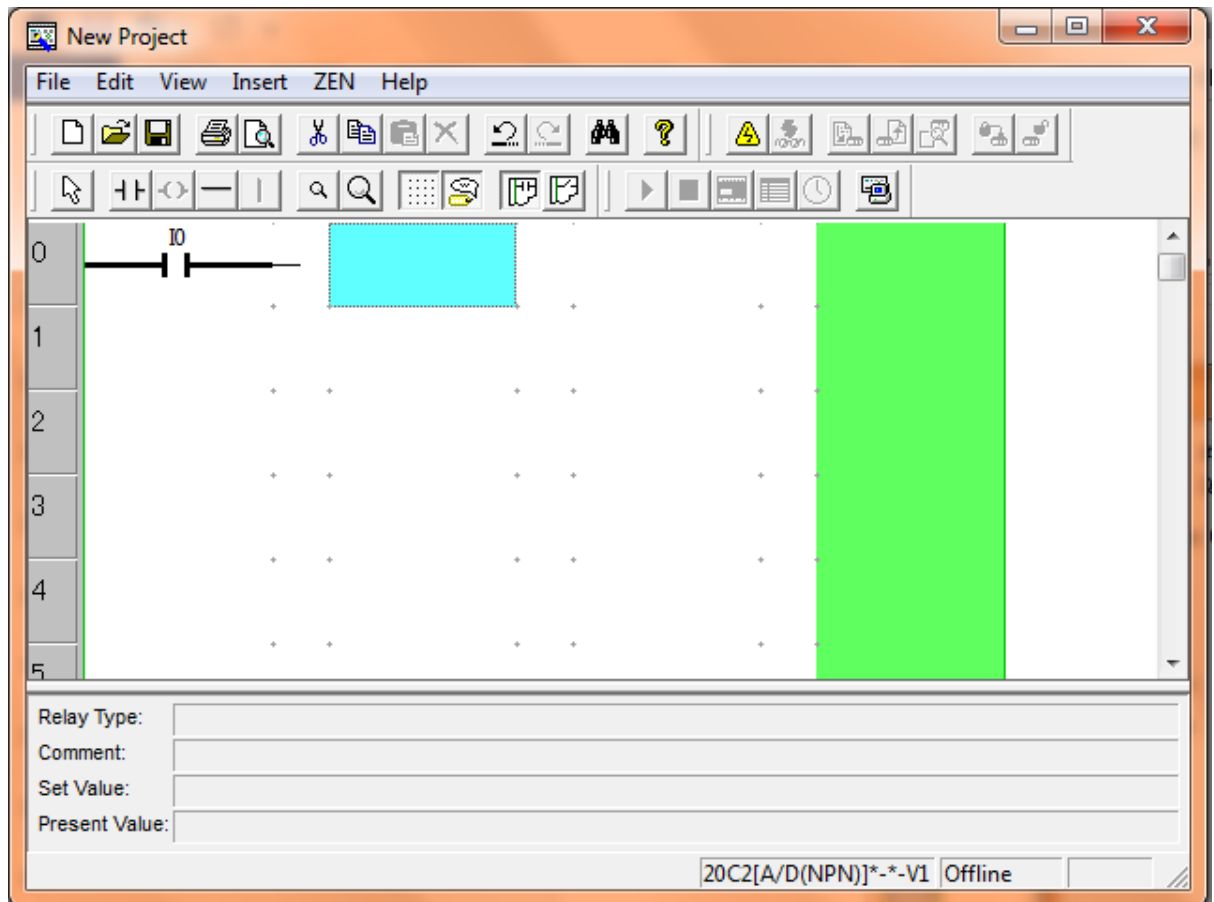 New Project
File Edit View Insert ZEN Help
0
I0
1
2
3
4
5
Relay Type:
Comment:
Set Value:
Present Value:
20C2[A/D(NPN)]*-*-V1 Offline